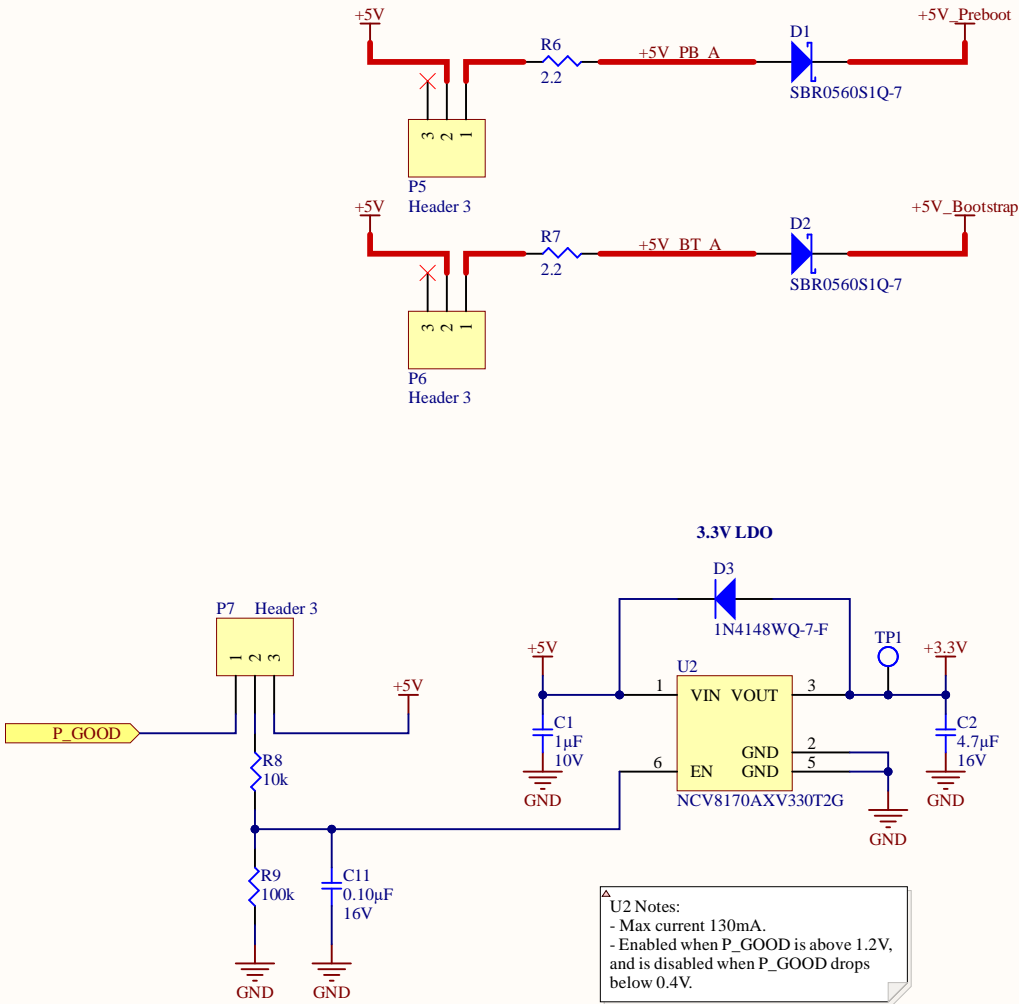 +5V
+5V_Preboot
D1
R6
+5V_PB_A
2.2
SBR0560S1Q-7
3 2 1
P5
Header 3
+5V
+5V_Bootstrap
D2
R7
+5V_BT_A
2.2
SBR0560S1Q-7
3 2 1
P6
Header 3
3.3V LDO
D3
1N4148WQ-7-F
P7 Header 3
1 2 3
+5V
P_GOOD
R8
10k
R9
100k
C11
0.10µF
16V
GND
GND
+5V
U2
TP1
+3.3V
1 VIN VOUT 3
C1
1µF
10V
GND
GND 2
6 EN GND 5
NCV8170AXV330T2G
C2
4.7µF
16V
GND
GND
U2 Notes:
- Max current 130mA.
- Enabled when P_GOOD is above 1.2V,
and is disabled when P_GOOD drops
below 0.4V.